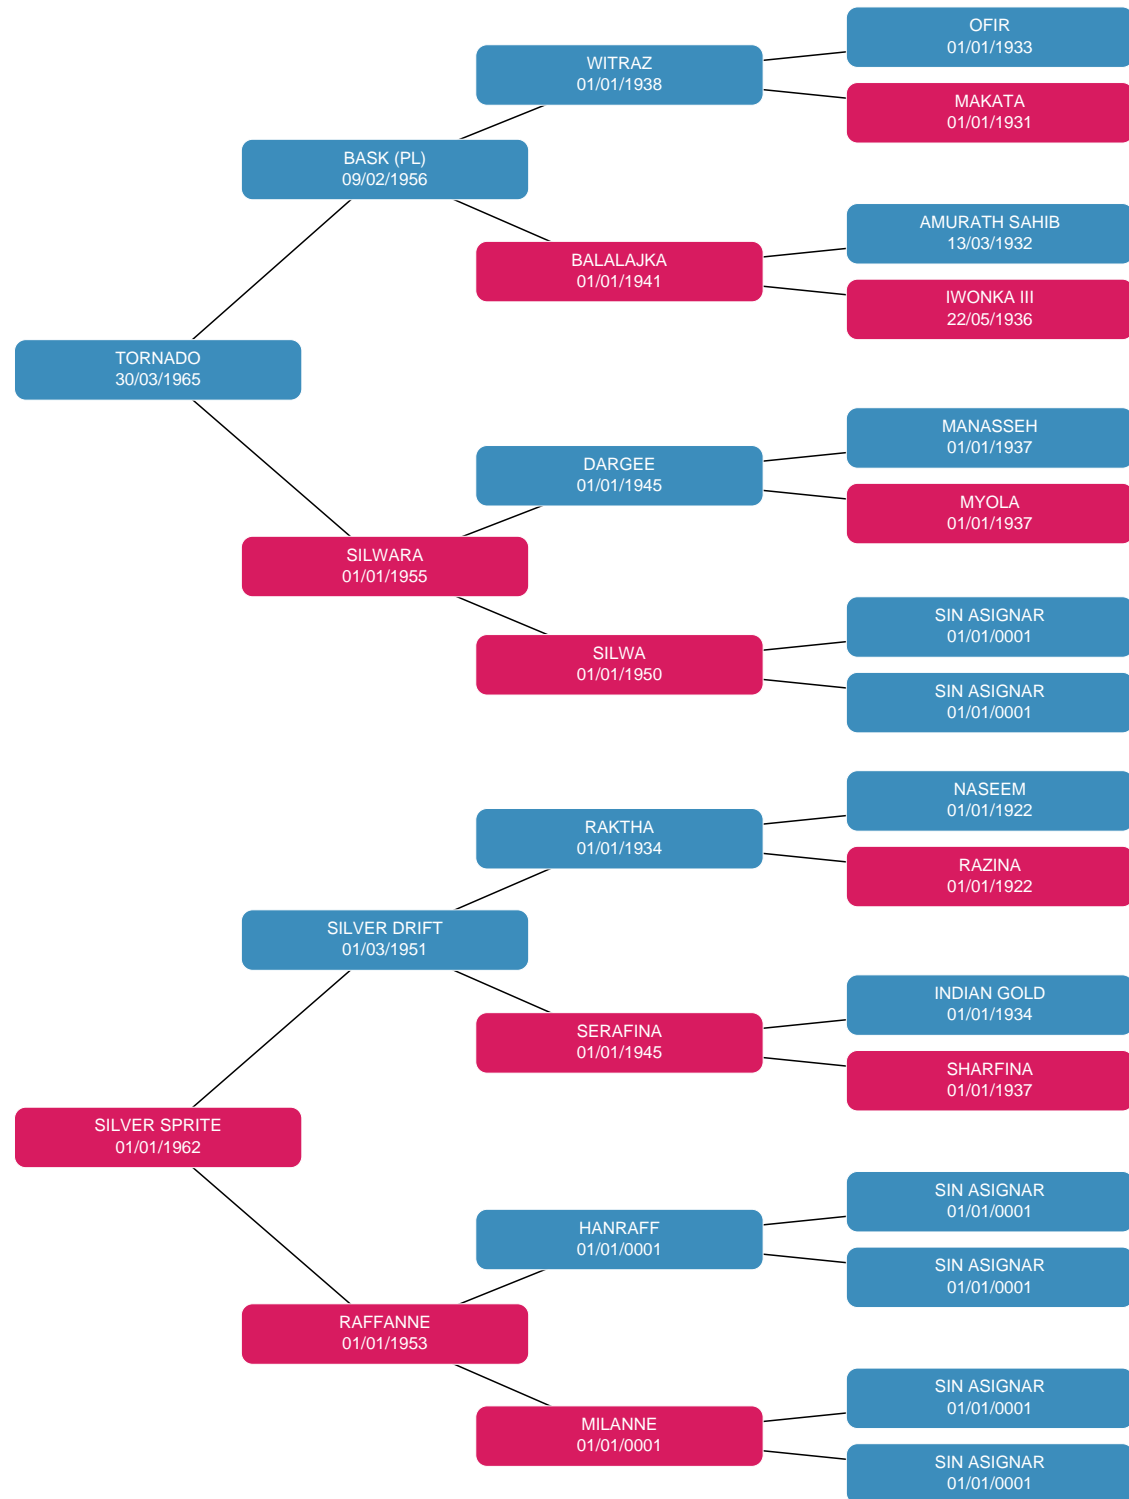 OFIR
01/01/1933
WITRAZ
01/01/1938
MAKATA
01/01/1931
BASK (PL)
09/02/1956
AMURATH SAHIB
13/03/1932
BALALAJKA
01/01/1941
IWONKA III
22/05/1936
TORNADO
30/03/1965
MANASSEH
01/01/1937
DARGEE
01/01/1945
MYOLA
01/01/1937
SILWARA
01/01/1955
SIN ASIGNAR
01/01/0001
SILWA
01/01/1950
SIN ASIGNAR
01/01/0001
NASEEM
01/01/1922
RAKTHA
01/01/1934
RAZINA
01/01/1922
SILVER DRIFT
01/03/1951
INDIAN GOLD
01/01/1934
SERAFINA
01/01/1945
SHARFINA
01/01/1937
SILVER SPRITE
01/01/1962
SIN ASIGNAR
01/01/0001
HANRAFF
01/01/0001
SIN ASIGNAR
01/01/0001
RAFFANNE
01/01/1953
SIN ASIGNAR
01/01/0001
MILANNE
01/01/0001
SIN ASIGNAR
01/01/0001